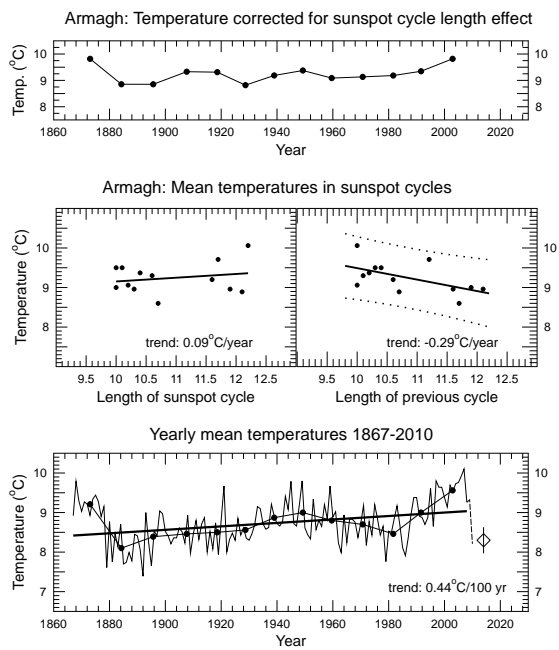 Armagh: Temperature corrected for sunspot cycle length effect
Temp. (°C)
10 10
9 9
8 8
1860 1880 1900 1920 1940 1960 1980 2000 2020
Year
Armagh: Mean temperatures in sunspot cycles
Temperature (°C)
10 10
9 9
8 8
trend: 0.09°C/year trend: -0.29°C/year
9.5 10 10.5 11 11.5 12 12.5 9.5 10 10.5 11 11.5 12 12.5
Length of sunspot cycle Length of previous cycle
Yearly mean temperatures 1867-2010
Temperature (°C)
10 10
9 9
8 8
7 7
trend: 0.44°C/100 yr
1860 1880 1900 1920 1940 1960 1980 2000 2020
Year